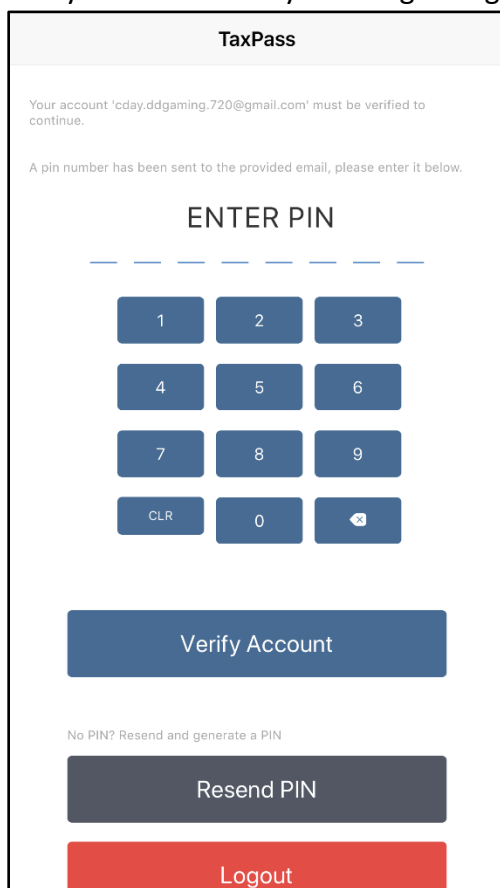 TaxPass
Your account 'cday.ddgaming.720@gmail.com' must be verified to
continue.
A pin number has been sent to the provided email, please enter it below.
ENTER PIN
1 2 3
4 5 6
7 8 9
CLR 0
Verify Account
No PIN? Resend and generate a PIN
Resend PIN
Logout